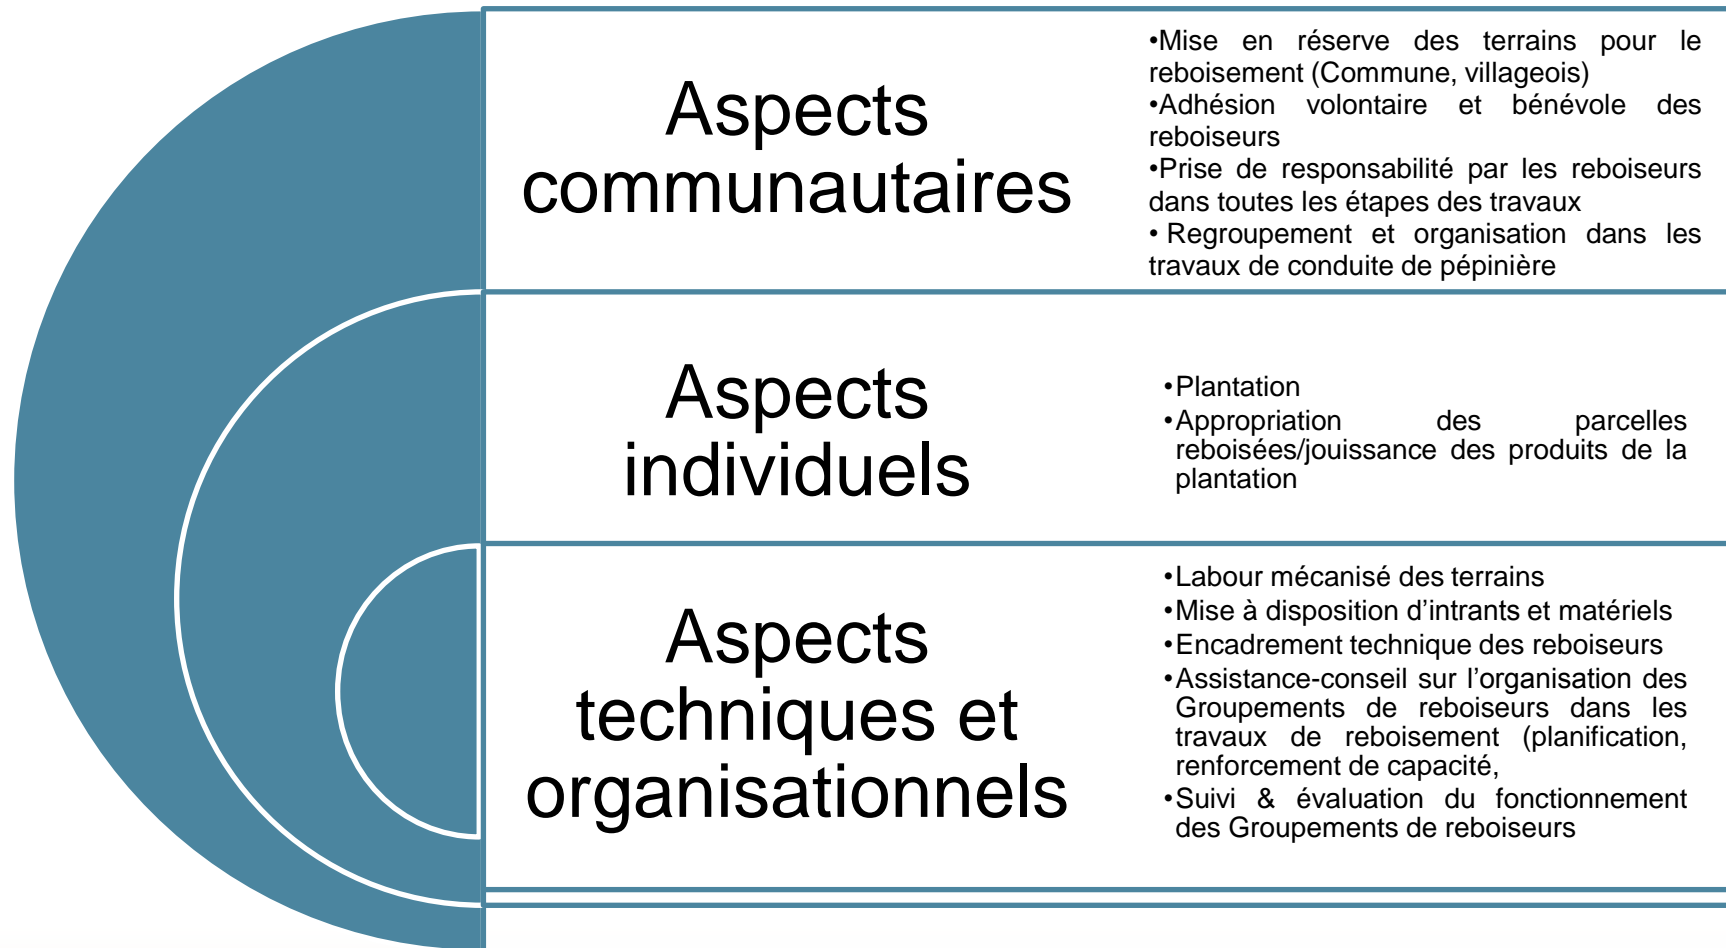 Aspects
communautaires
•Mise en réserve des terrains pour le
reboisement (Commune, villageois)
•Adhésion volontaire et bénévole des
reboiseurs
•Prise de responsabilité par les reboiseurs
dans toutes les étapes des travaux
• Regroupement et organisation dans les
travaux de conduite de pépinière
Aspects
individuels
•Plantation
•Appropriation des parcelles
reboisées/jouissance des produits de la
plantation
Aspects
techniques et
organisationnels
•Labour mécanisé des terrains
•Mise à disposition d’intrants et matériels
•Encadrement technique des reboiseurs
•Assistance-conseil sur l’organisation des
Groupements de reboiseurs dans les
travaux de reboisement (planification,
renforcement de capacité,
•Suivi & évaluation du fonctionnement
des Groupements de reboiseurs